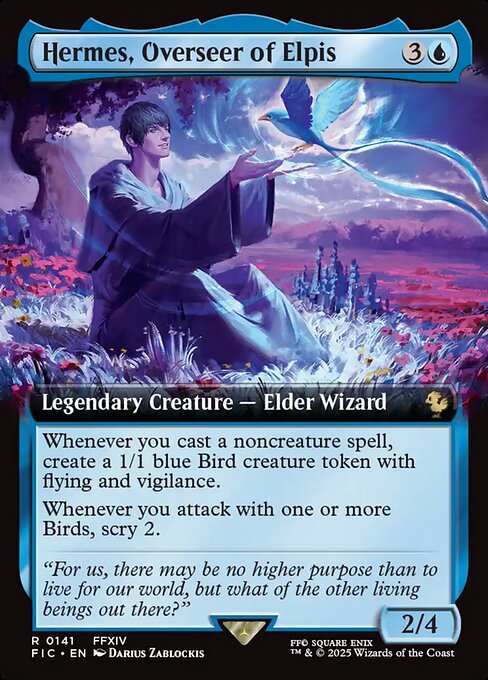 Hermes, Overseer of Elpis 3
Legendary Creature — Elder Wizard
Whenever you cast a noncreature spell,
create a 1/1 blue Bird creature token with
flying and vigilance.
Whenever you attack with one or more
Birds, scry 2.
“For us, there may be no higher purpose than to
live for our world, but what of the other living
beings out there?”
2/4
R 0141 FFXIV
FIC • EN Darius Zablockis
FF© SQUARE ENIX
™ & © 2025 Wizards of the Coast